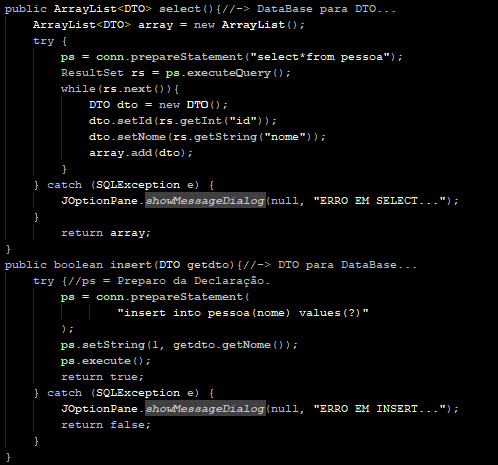 public ArrayList<DTO> select(){//-> DataBase para DTO...
ArrayList<DTO> array = new ArrayList();
try {
ps = conn.prepareStatement("select*from pessoa");
ResultSet rs = ps.executeQuery();
while(rs.next()){
DTO dto = new DTO();
dto.setId(rs.getInt("id"));
dto.setNome(rs.getString("nome"));
array.add(dto);
}
} catch (SQLException e) {
JOptionPane.showMessageDialog(null, "ERRO EM SELECT...");
}
return array;
}
public boolean insert(DTO getdto){//-> DTO para DataBase...
try {//ps = Preparo da Declaração.
ps = conn.prepareStatement(
"insert into pessoa(nome) values(?)"
);
ps.setString(1, getdto.getNome());
ps.execute();
return true;
} catch (SQLException e) {
JOptionPane.showMessageDialog(null, "ERRO EM INSERT...");
return false;
}
}